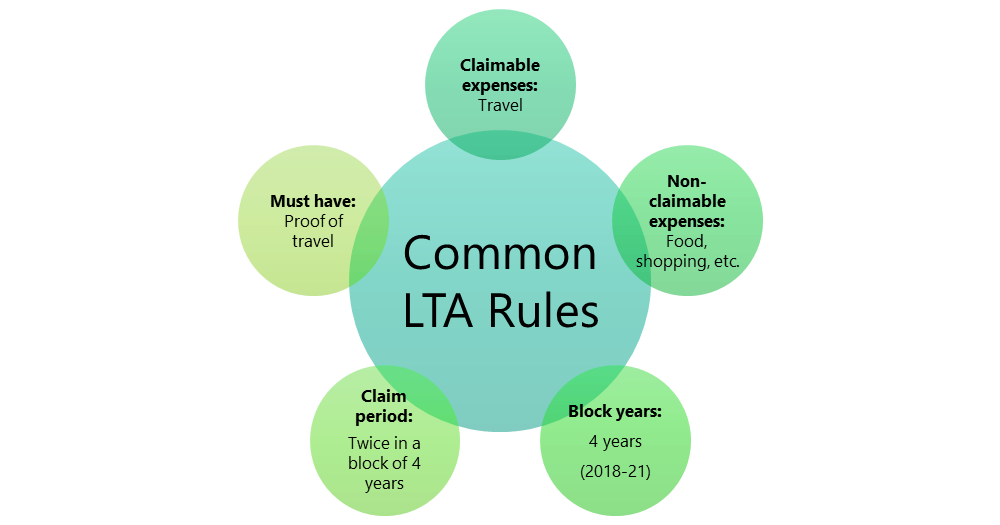 Claimable
expenses:
Travel
Non-
claimable
expenses:
Food,
shopping, etc.
Must have:
Proof of
travel
Common
LTA Rules
Claim
period:
Twice in a
block of 4
years
Block years:
4 years
(2018-21)